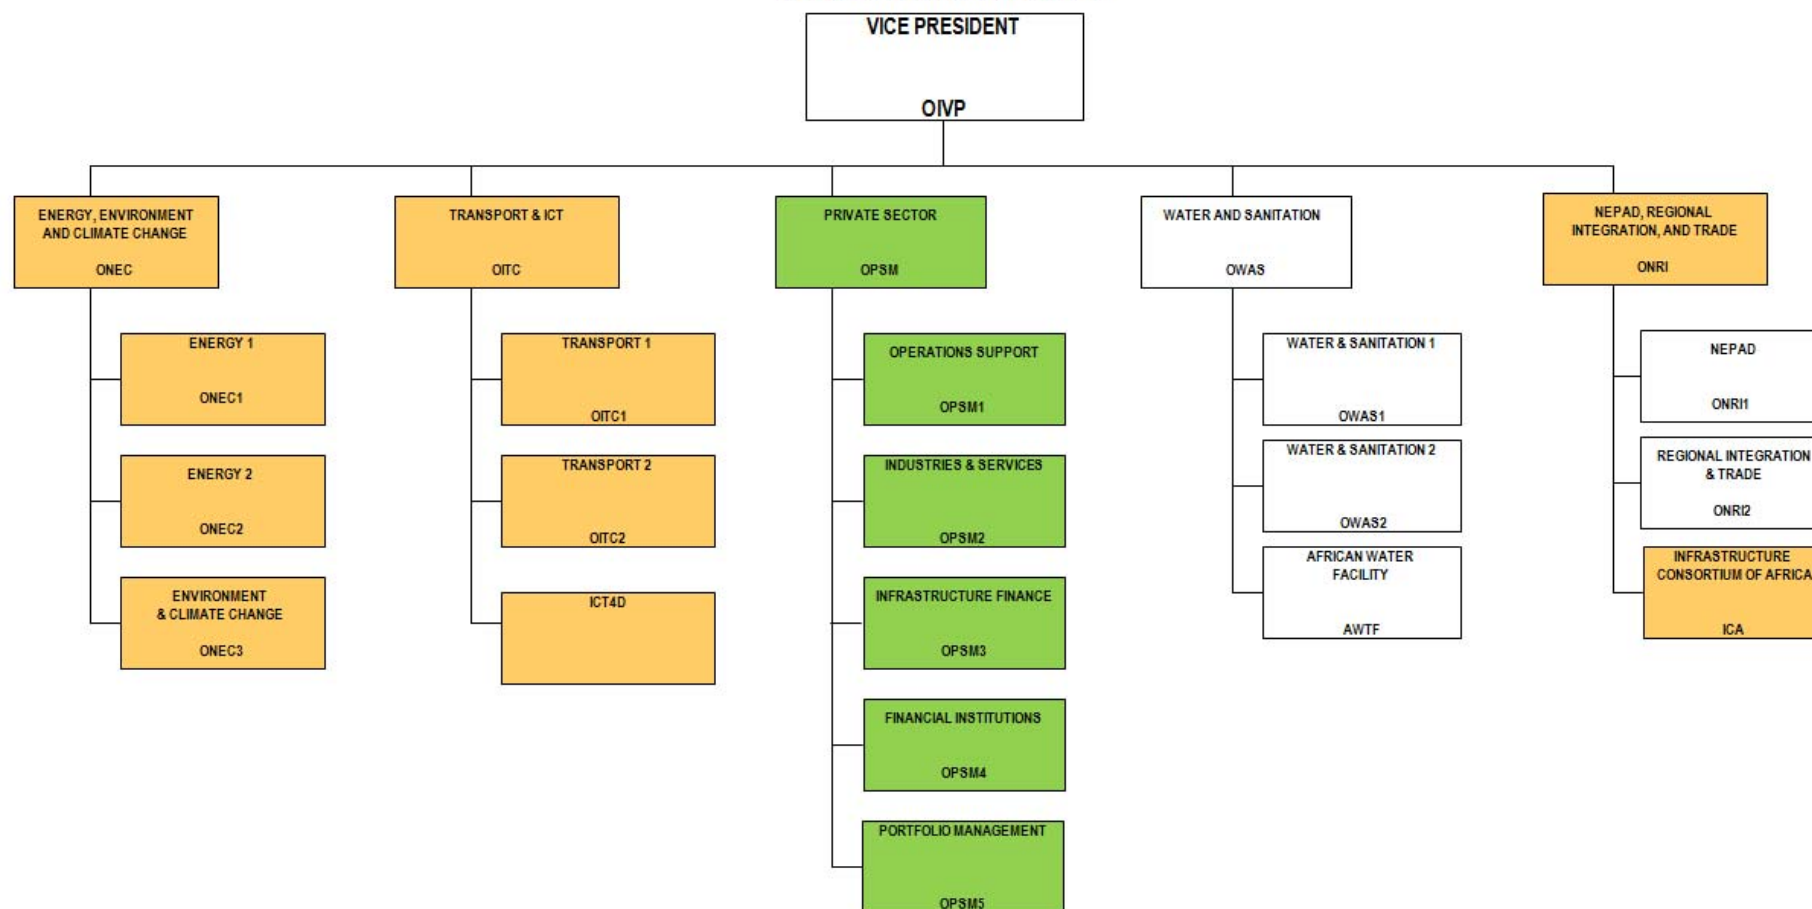 VICE PRESIDENT
OIVP
ENERGY, ENVIRONMENT
AND CLIMATE CHANGE
ONEC
TRANSPORT & ICT
OITC
PRIVATE SECTOR
OPSM
WATER AND SANITATION
OWAS
NEPAD, REGIONAL
INTEGRATION, AND TRADE
ONRI
ENERGY 1
ONEC1
ENERGY 2
ONEC2
ENVIRONMENT
& CLIMATE CHANGE
ONEC3
TRANSPORT 1
OITC1
TRANSPORT 2
OITC2
ICT4D
OPERATIONS SUPPORT
OPSM1
INDUSTRIES & SERVICES
OPSM2
INFRASTRUCTURE FINANCE
OPSM3
FINANCIAL INSTITUTIONS
OPSM4
PORTFOLIO MANAGEMENT
OPSM5
WATER & SANITATION 1
OWAS1
WATER & SANITATION 2
OWAS2
AFRICAN WATER
FACILITY
AWTF
NEPAD
ONRI1
REGIONAL INTEGRATION
& TRADE
ONRI2
INFRASTRUCTURE
CONSORTIUM OF AFRICA
ICA